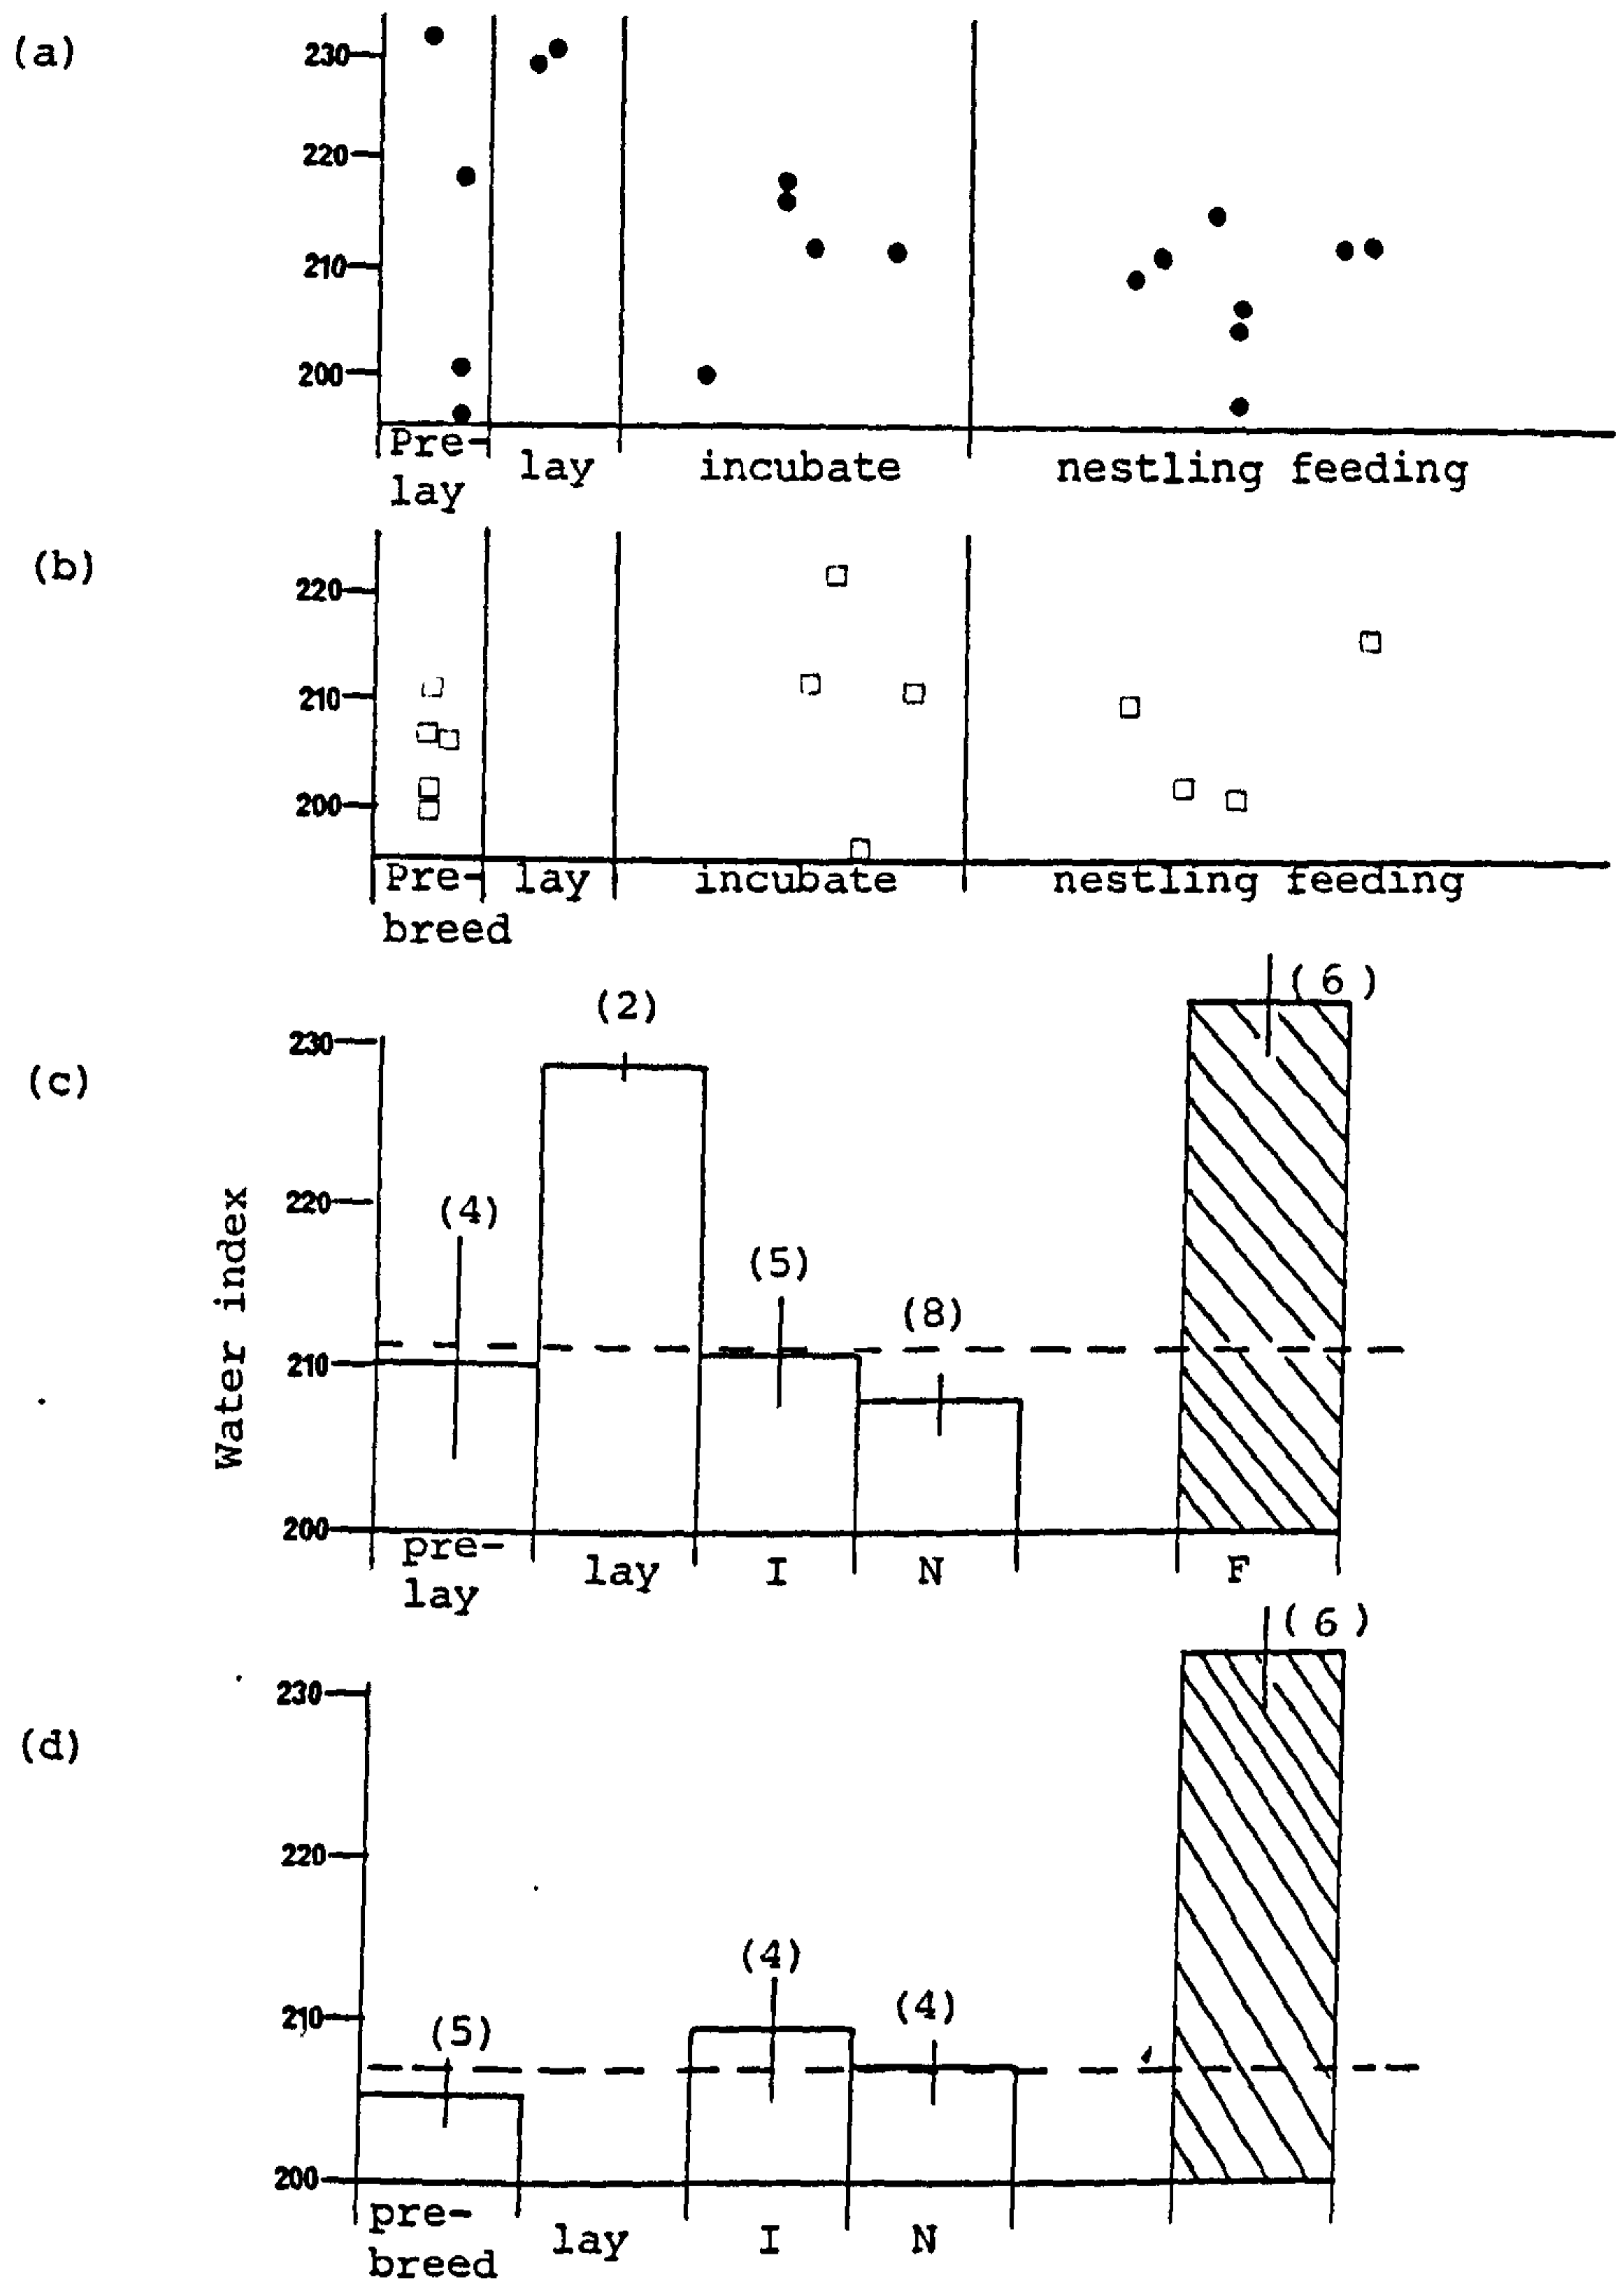 (a)
230
220
210
200
Pre-
lay
lay
incubate
nestling feeding
(b)
220
210
200
Pre-
breed
lay
incubate
nestling feeding
(c)
Water index
230
220
210
200
(4)
(2)
(5)
(8)
(6)
pre-
lay
lay
I
N
F
(d)
230
220
210
200
(5)
(4)
(4)
(6)
pre-
breed
lay
I
N